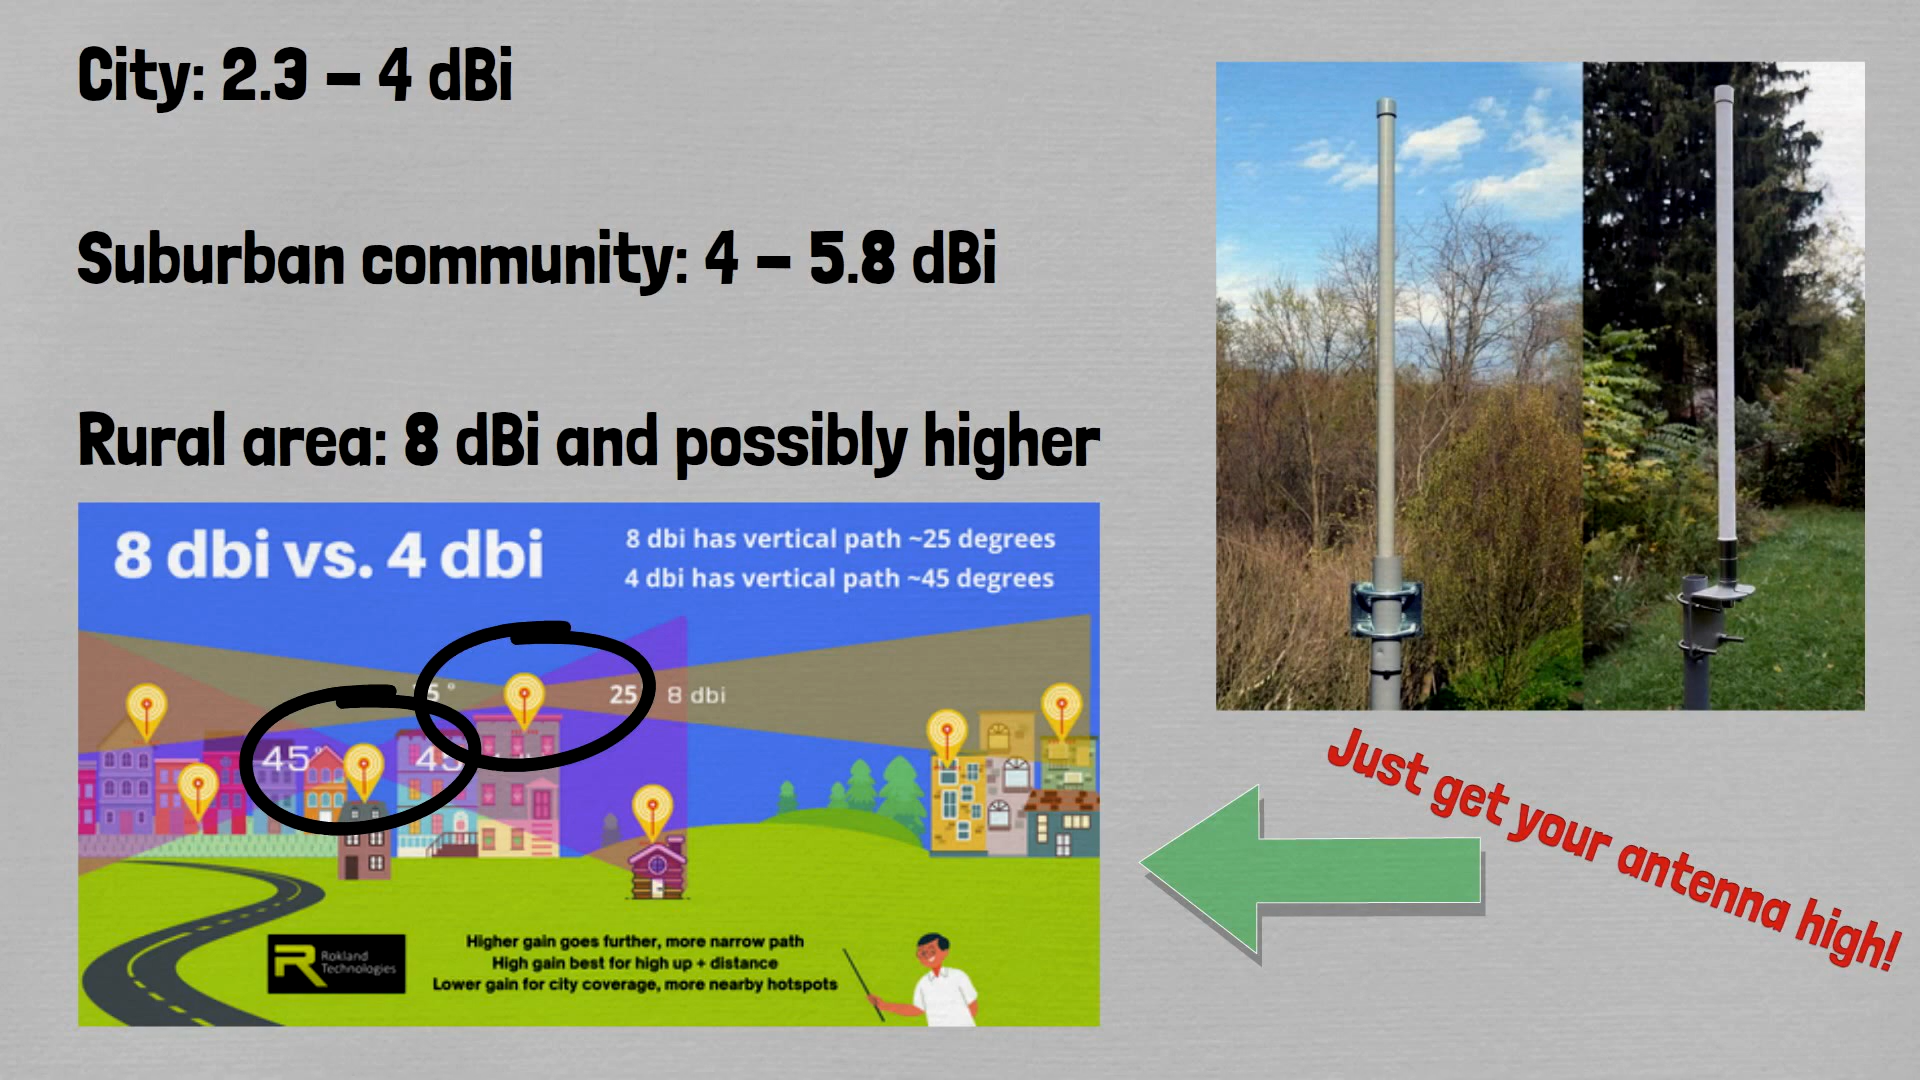 City: 2.3 – 4 dBi
Suburban community: 4 – 5.8 dBi
Rural area: 8 dBi and possibly higher
8 dbi vs. 4 dbi
8 dbi has vertical path ~25 degrees
4 dbi has vertical path ~45 degrees
25 8 dbi
45°
45
Higher gain goes further, more narrow path
High gain best for high up + distance
Lower gain for city coverage, more nearby hotspots
R Rokland
Technologies
Just get your antenna high!